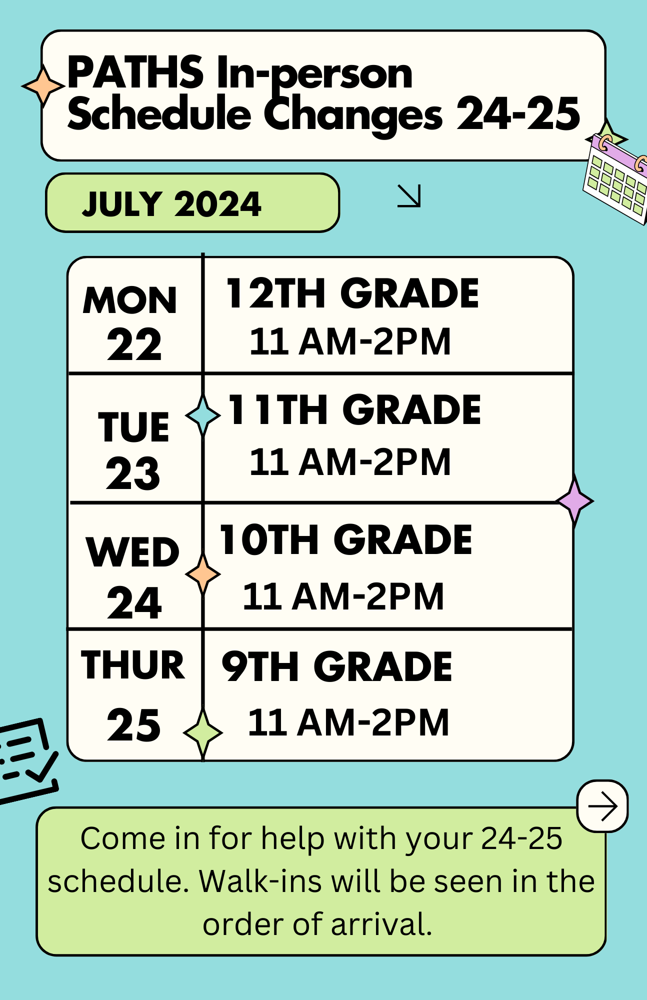 PATHS In-person
Schedule Changes 24-25
JULY 2024
MON
22
12TH GRADE
11 AM-2PM
TUE
23
11TH GRADE
11 AM-2PM
WED
24
10TH GRADE
11 AM-2PM
THUR
25
9TH GRADE
11 AM-2PM
Come in for help with your 24-25
schedule. Walk-ins will be seen in the
order of arrival.